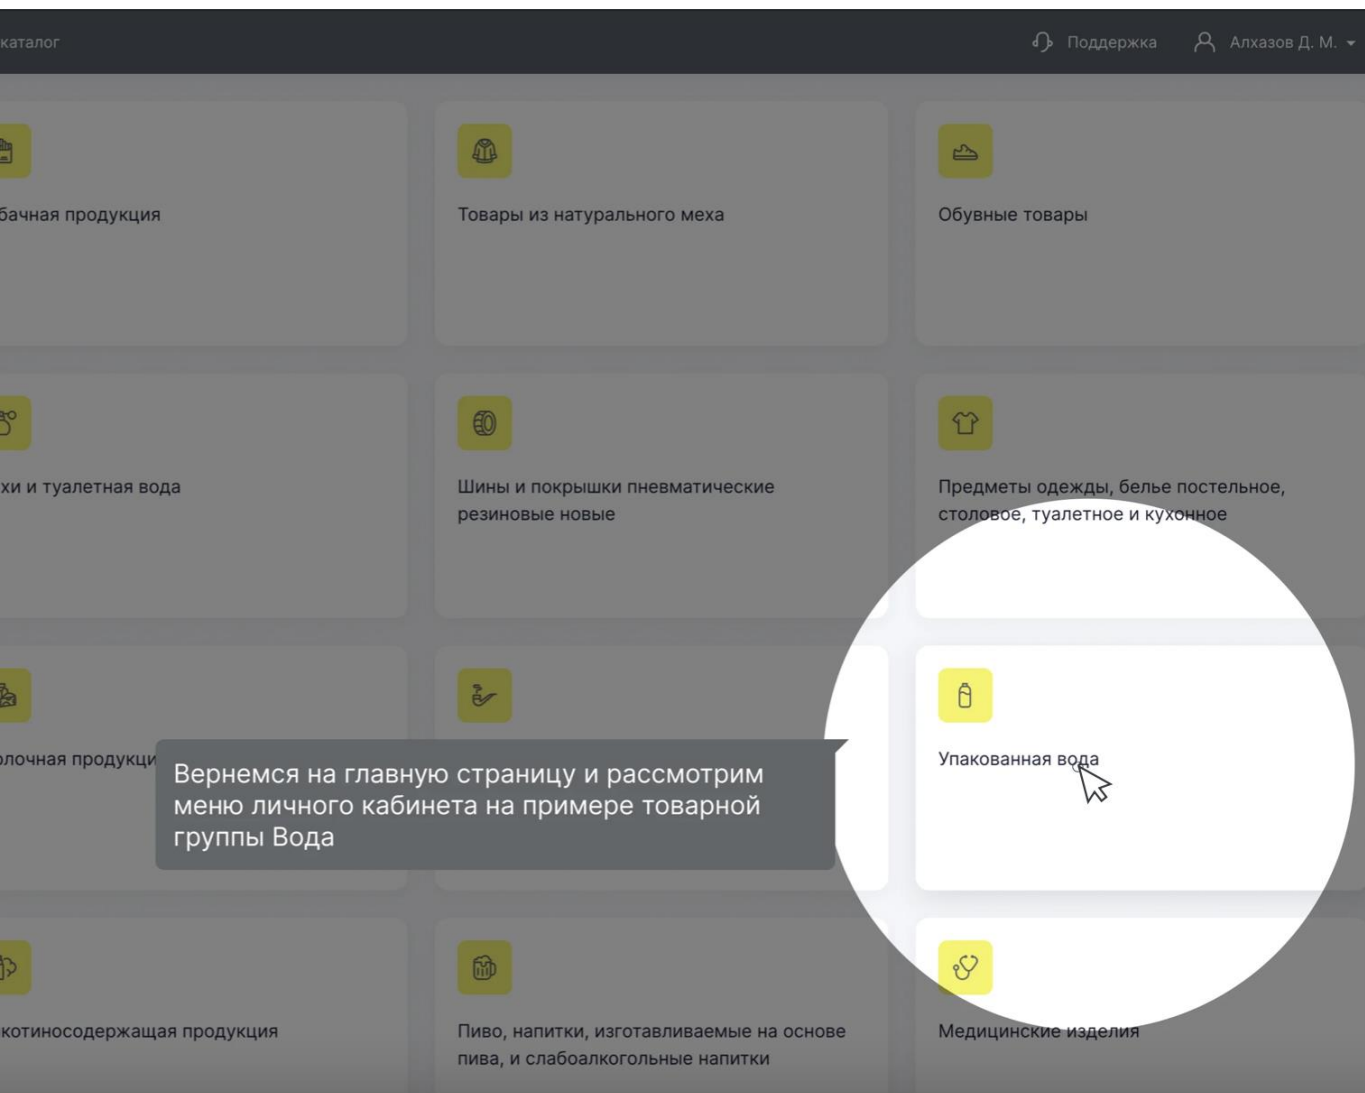 каталог
Поддержка
Алхазов Д. М.
бачная продукция
Товары из натурального меха
Обувные товары
хи и туалетная вода
Шины и покрышки пневматические
резиновые новые
Предметы одежды, белье постельное,
столовое, туалетное и кухонное
олочная продукци
Упакованная вода
Вернемся на главную страницу и рассмотрим
меню личного кабинета на примере товарной
группы Вода
котиносодержащая продукция
Пиво, напитки, изготавливаемые на основе
пива, и слабоалкогольные напитки
Медицинские изделия